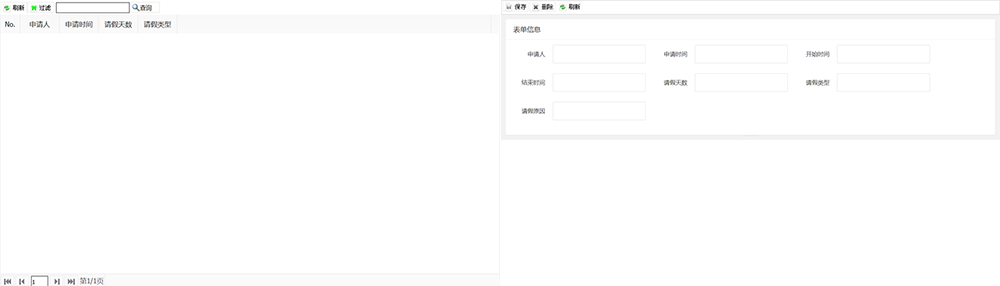 刷新 过滤 查询
No. 申请人 申请时间 请假天数 请假类型
1 第1/1页
保存 删除 刷新
表单信息
申请人 申请时间 开始时间
结束时间 请假天数 请假类型
请假原因